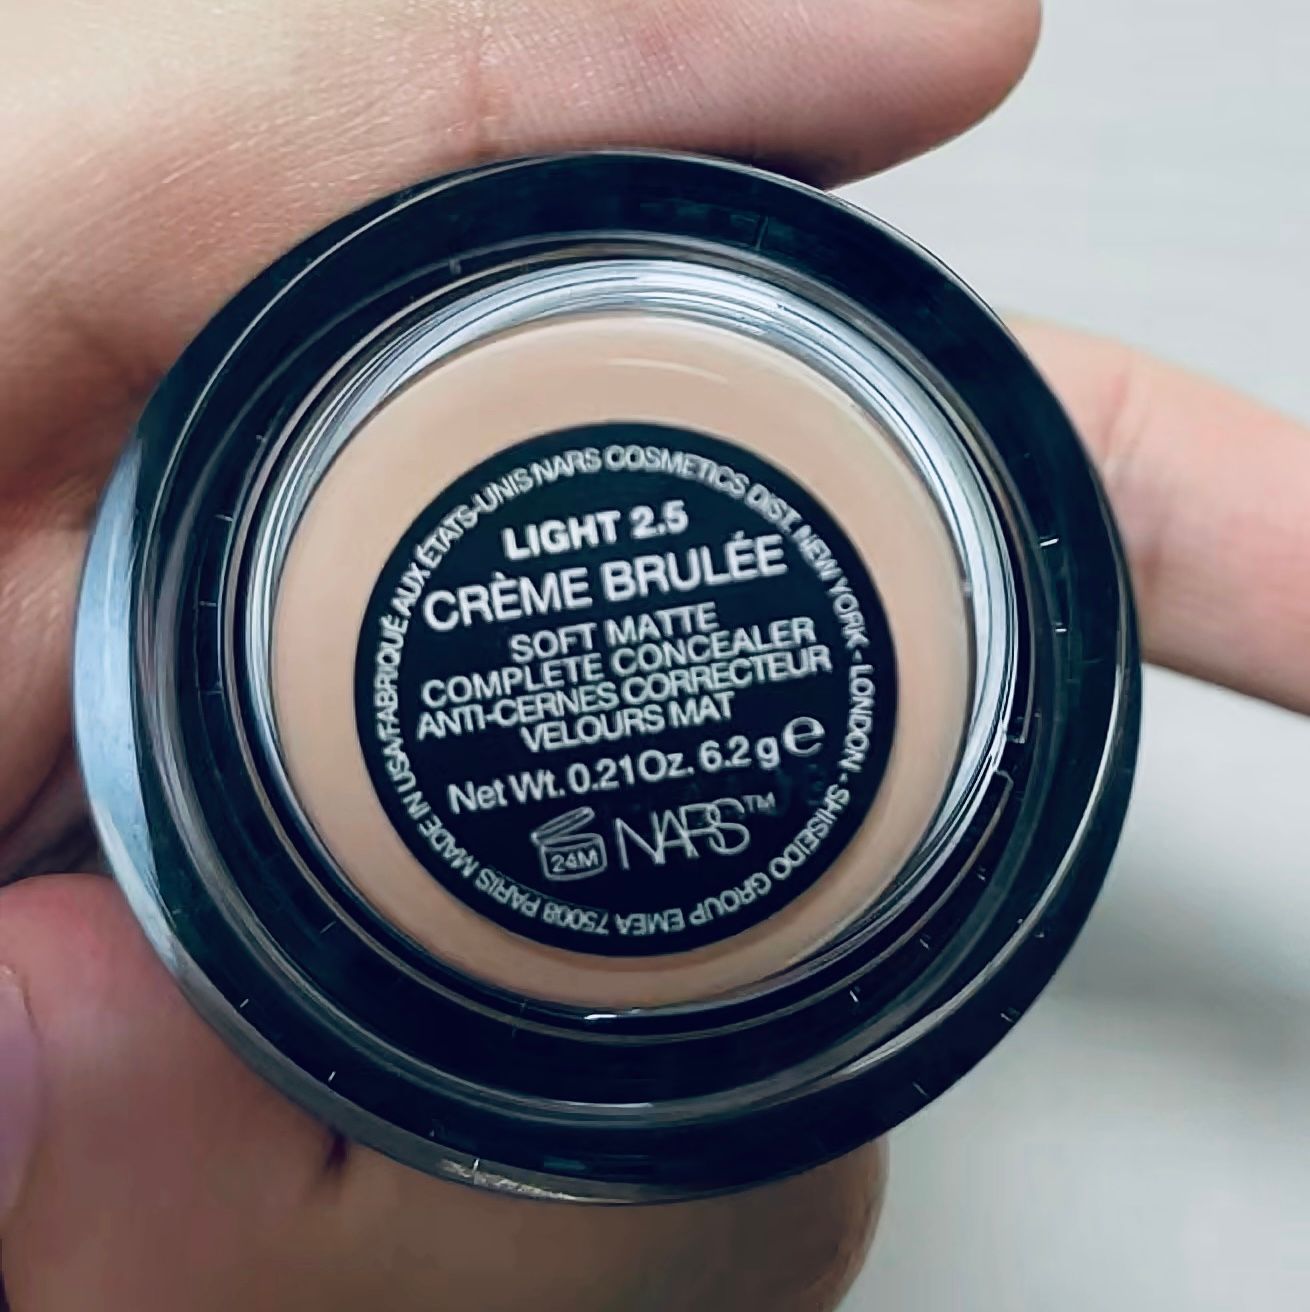 LIGHT 2.5
CRÈME BRULÉE
SOFT MATTE
COMPLETE CONCEALER
ANTI-CERNES CORRECTEUR
VELOURS MAT
Net Wt. 0.21 Oz. 6.2 g ℮
24M NARS™
NARS COSMETICS DIST. NEW YORK - LONDON - SHISEIDO GROUP EMEA 75008 PARIS MADE IN USA/FABRIQUÉ AUX ÉTATS-UNIS